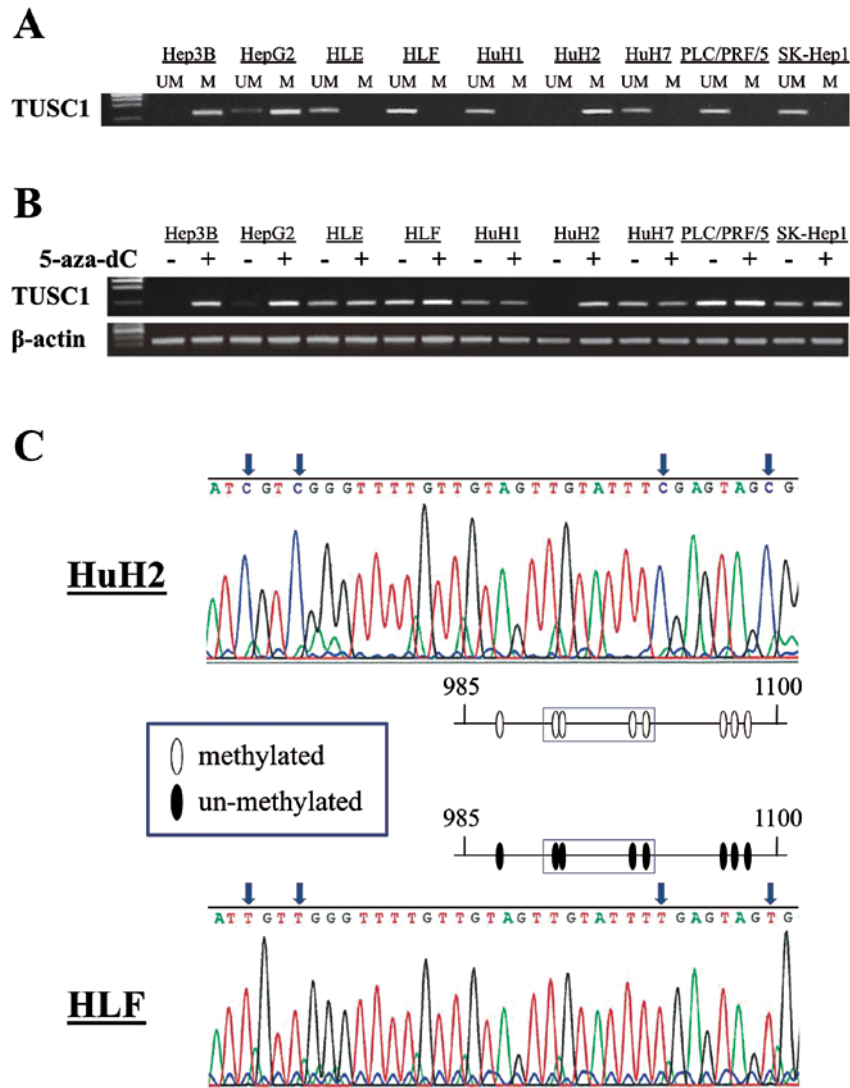 A
Hep3B HepG2 HLE HLF HuH1 HuH2 HuH7 PLC/PRF/5 SK-Hep1
UM M UM M UM M UM M UM M UM M UM M UM M UM M
TUSC1
B
Hep3B HepG2 HLE HLF HuH1 HuH2 HuH7 PLC/PRF/5 SK-Hep1
5-aza-dC - + - + - + - + - + - + - + - + - +
TUSC1
β-actin
C
ATCGTCGGGTTTTGTTGTAGTTGTATTTCGAGTAGCG
HuH2
985 1100
methylated
un-methylated
985 1100
ATTGTTGGGTTTTGTTGTAGTTGTATTTTGAGTAGTG
HLF